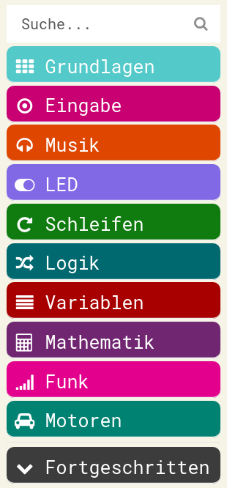 Suche...
Grundlagen
Eingabe
Musik
LED
Schleifen
Logik
Variablen
Mathematik
Funk
Motoren
Fortgeschritten